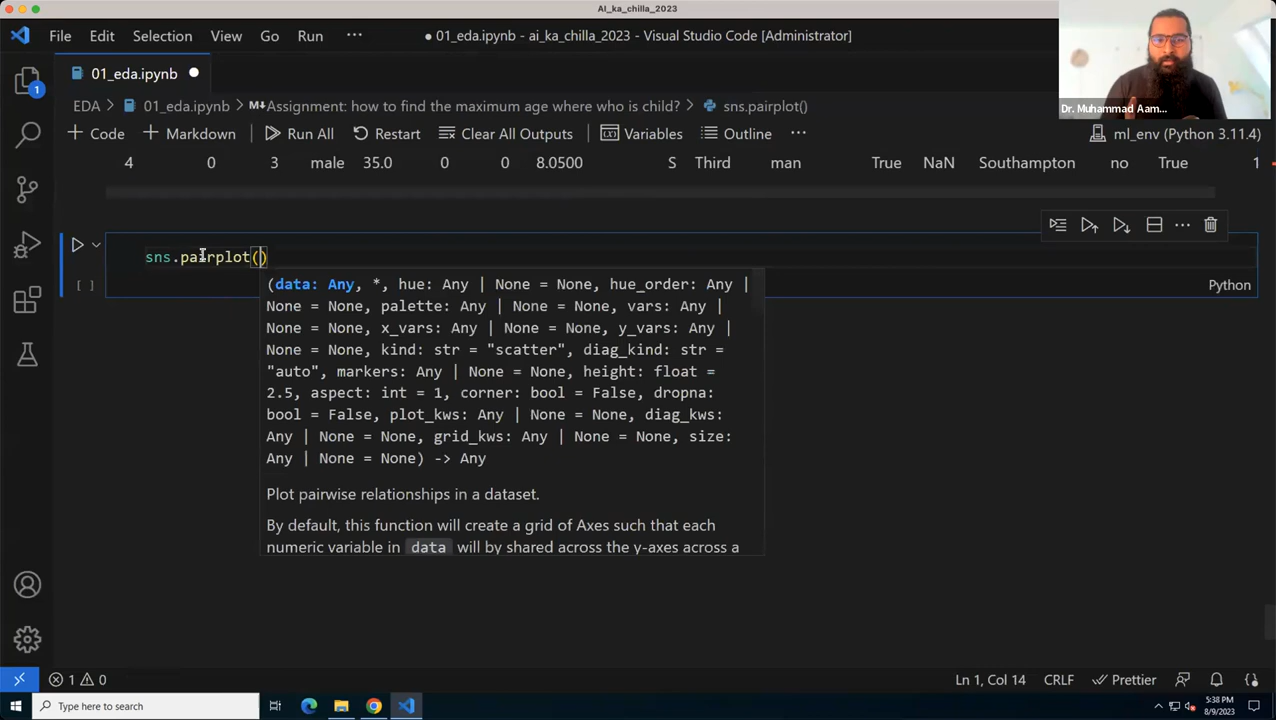 AI_ka_chilla_2023
File Edit Selection View Go Run ··· ● 01_eda.ipynb - ai_ka_chilla_2023 - Visual Studio Code [Administrator]
01_eda.ipynb ●
EDA > 01_eda.ipynb > M↓Assignment: how to find the maximum age where who is child? > sns.pairplot()
+ Code + Markdown Run All Restart Clear All Outputs Variables Outline ··· ml_env (Python 3.11.4)
4 0 3 male 35.0 0 0 8.0500 S Third man True NaN Southampton no True 1
sns.pairplot()
[ ] Python
(data: Any, *, hue: Any | None = None, hue_order: Any |
None = None, palette: Any | None = None, vars: Any |
None = None, x_vars: Any | None = None, y_vars: Any |
None = None, kind: str = "scatter", diag_kind: str =
"auto", markers: Any | None = None, height: float =
2.5, aspect: int = 1, corner: bool = False, dropna:
bool = False, plot_kws: Any | None = None, diag_kws:
Any | None = None, grid_kws: Any | None = None, size:
Any | None = None) -> Any
Plot pairwise relationships in a dataset.
By default, this function will create a grid of Axes such that each
numeric variable in data will by shared across the y-axes across a
Dr. Muhammad Aam...
1
1 0 Ln 1, Col 14 CRLF Prettier
Type here to search
5:38 PM
8/9/2023